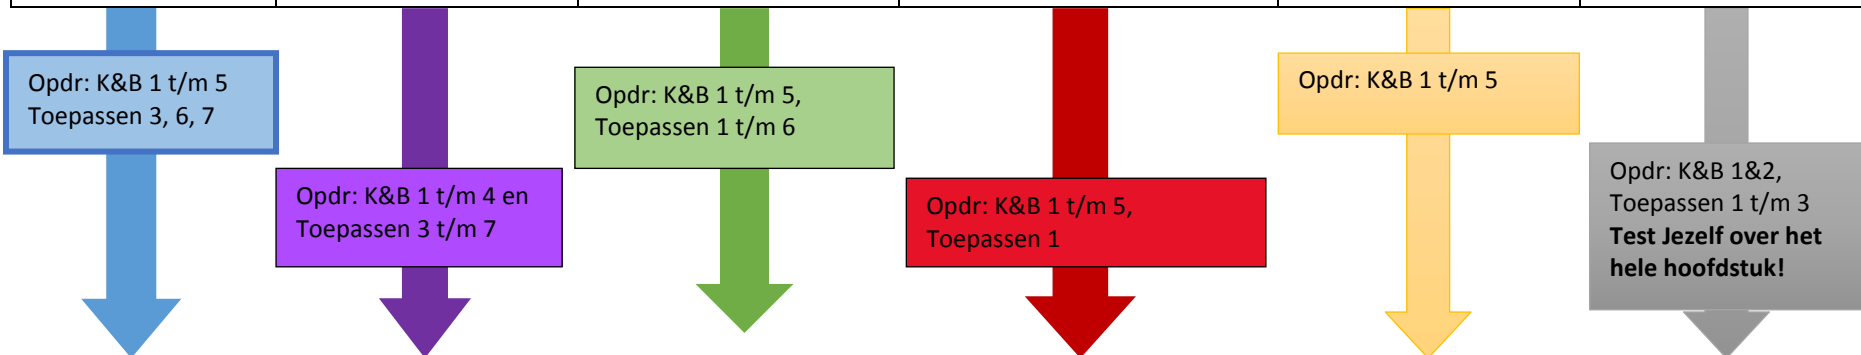 Opdr: K&B 1 t/m 5
Toepassen 3, 6, 7
Opdr: K&B 1 t/m 4 en
Toepassen 3 t/m 7
Opdr: K&B 1 t/m 5,
Toepassen 1 t/m 6
Opdr: K&B 1 t/m 5,
Toepassen 1
Opdr: K&B 1 t/m 5
Opdr: K&B 1&2,
Toepassen 1 t/m 3
Test Jezelf over het
hele hoofdstuk!